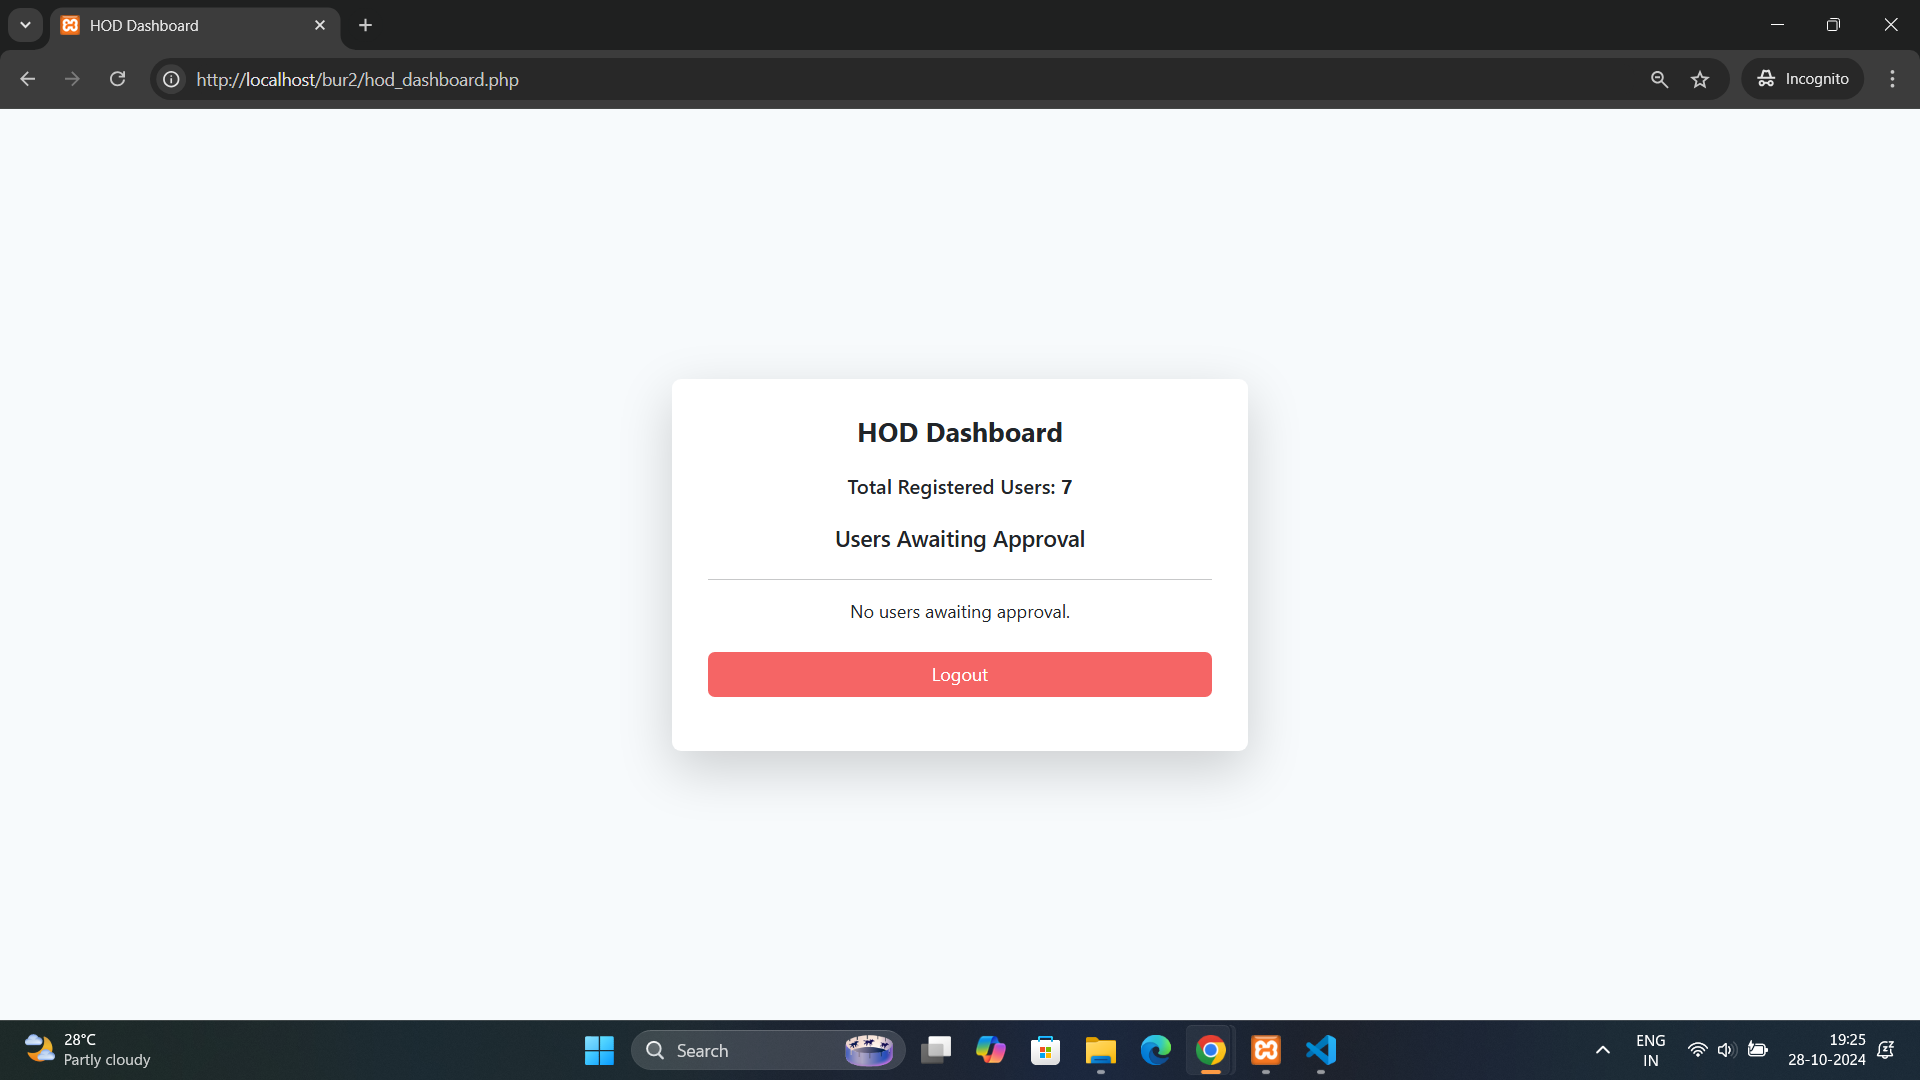 HOD Dashboard
http://localhost/bur2/hod_dashboard.php
Incognito
HOD Dashboard
Total Registered Users: 7
Users Awaiting Approval
No users awaiting approval.
Logout
28°C
Partly cloudy
Search
ENG
IN
19:25
28-10-2024